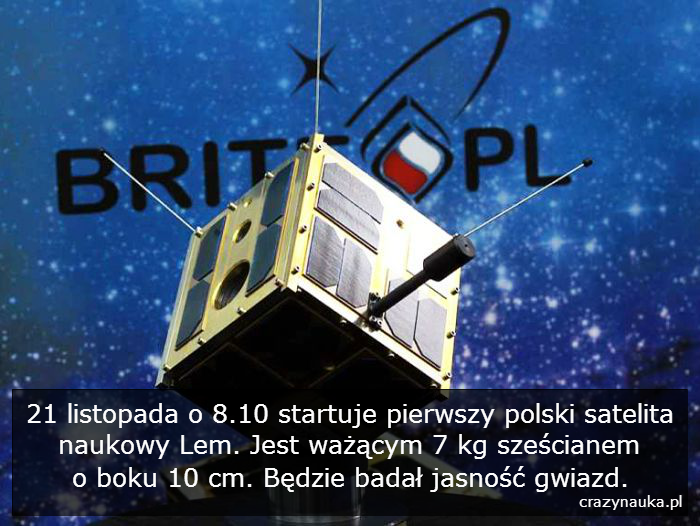 BRITE PL
21 listopada o 8.10 startuje pierwszy polski satelita
naukowy Lem. Jest ważącym 7 kg sześcianem
o boku 10 cm. Będzie badał jasność gwiazd.
crazynauka.pl